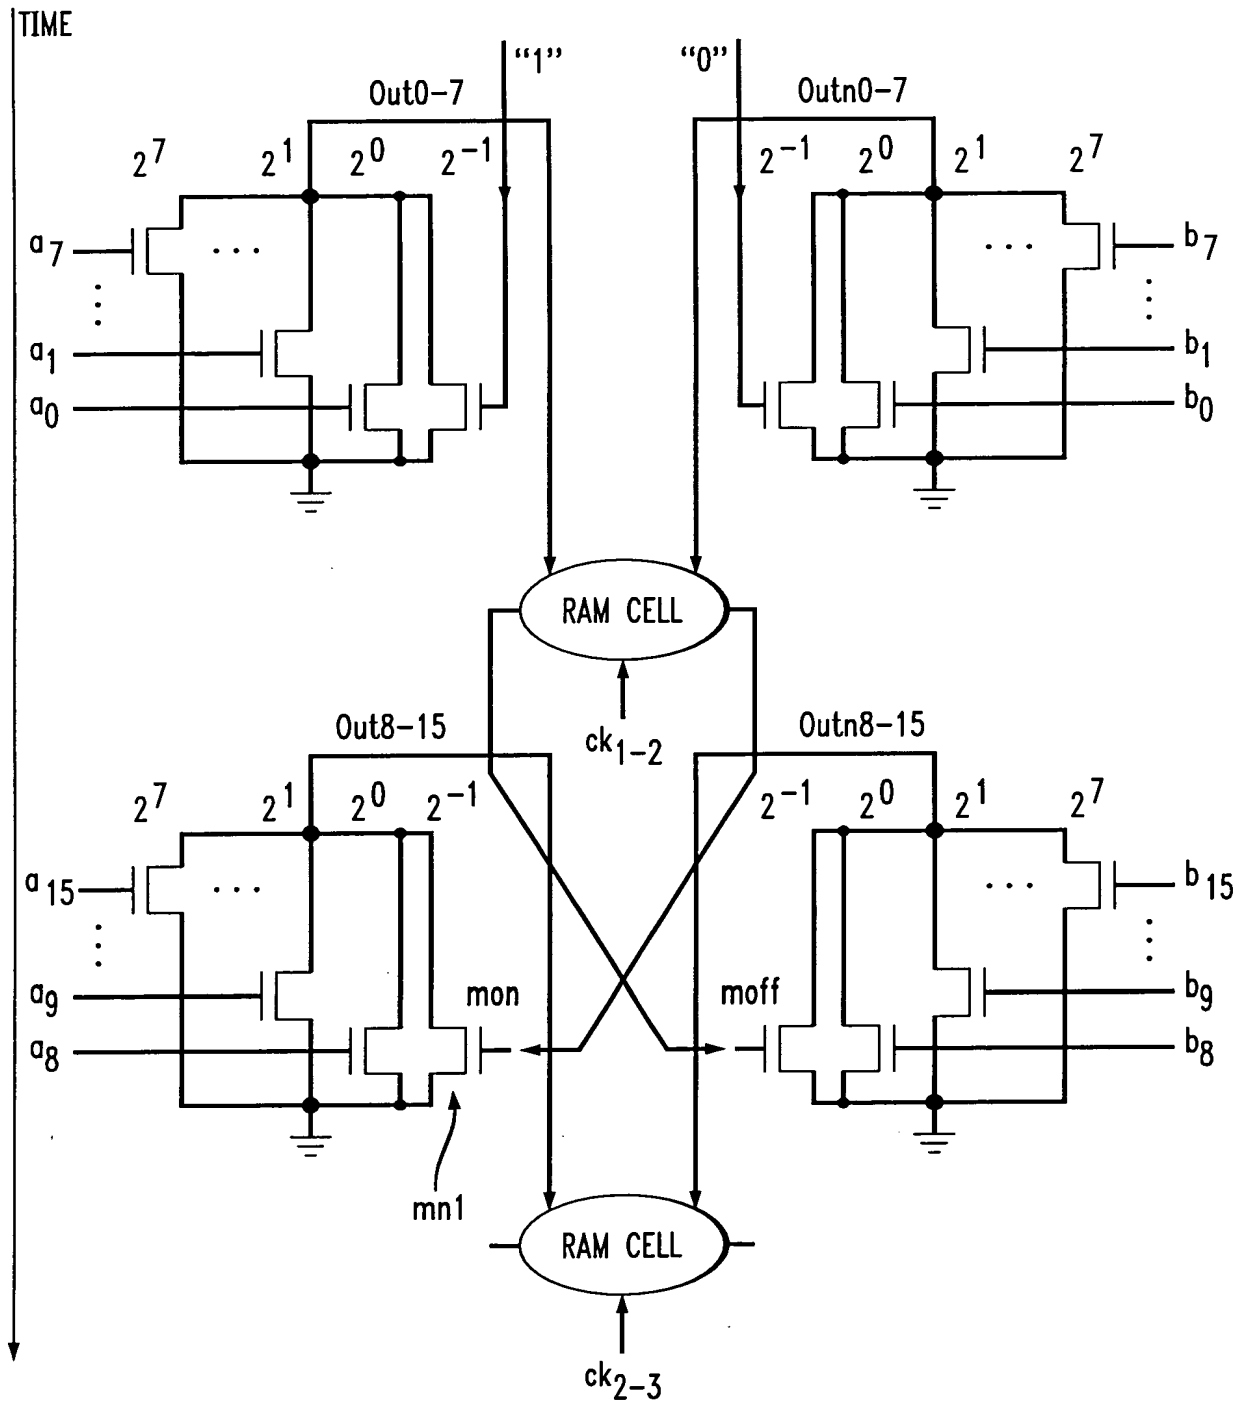 TIME
“1” “0”
Out0-7 Outn0-7
2^7 2^1 2^0 2^-1 2^-1 2^0 2^1 2^7
a7 ... ... b7
a1 b1
a0 b0
RAM CELL
ck1-2
Out8-15 Outn8-15
2^7 2^1 2^0 2^-1 2^-1 2^0 2^1 2^7
a15 ... ... b15
a9 mon moff b9
a8 b8
mn1
RAM CELL
ck2-3